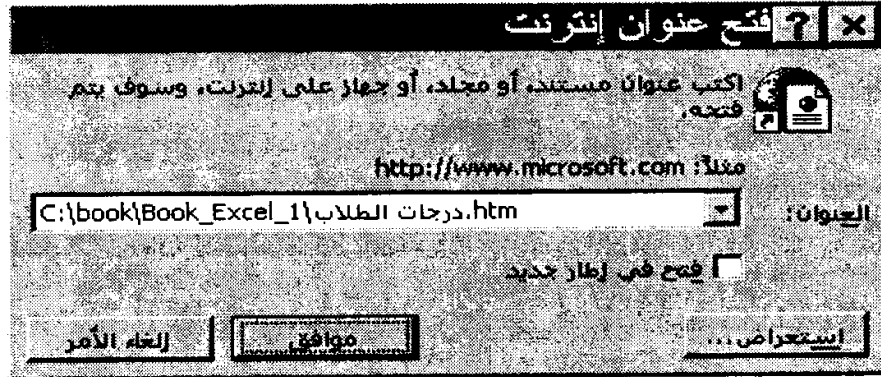 فتح عنوان إنترنت
اكتب عنوان مستند، أو مجلد، أو جهاز على إنترنت، وسوف يتم
فتحه.
مثلاً: http://www.microsoft.com
العنوان:
C:\book\Book_Excel_1\درجات الطلاب.htm
فتح في إطار جديد
استعراض...
موافق
إلغاء الأمر